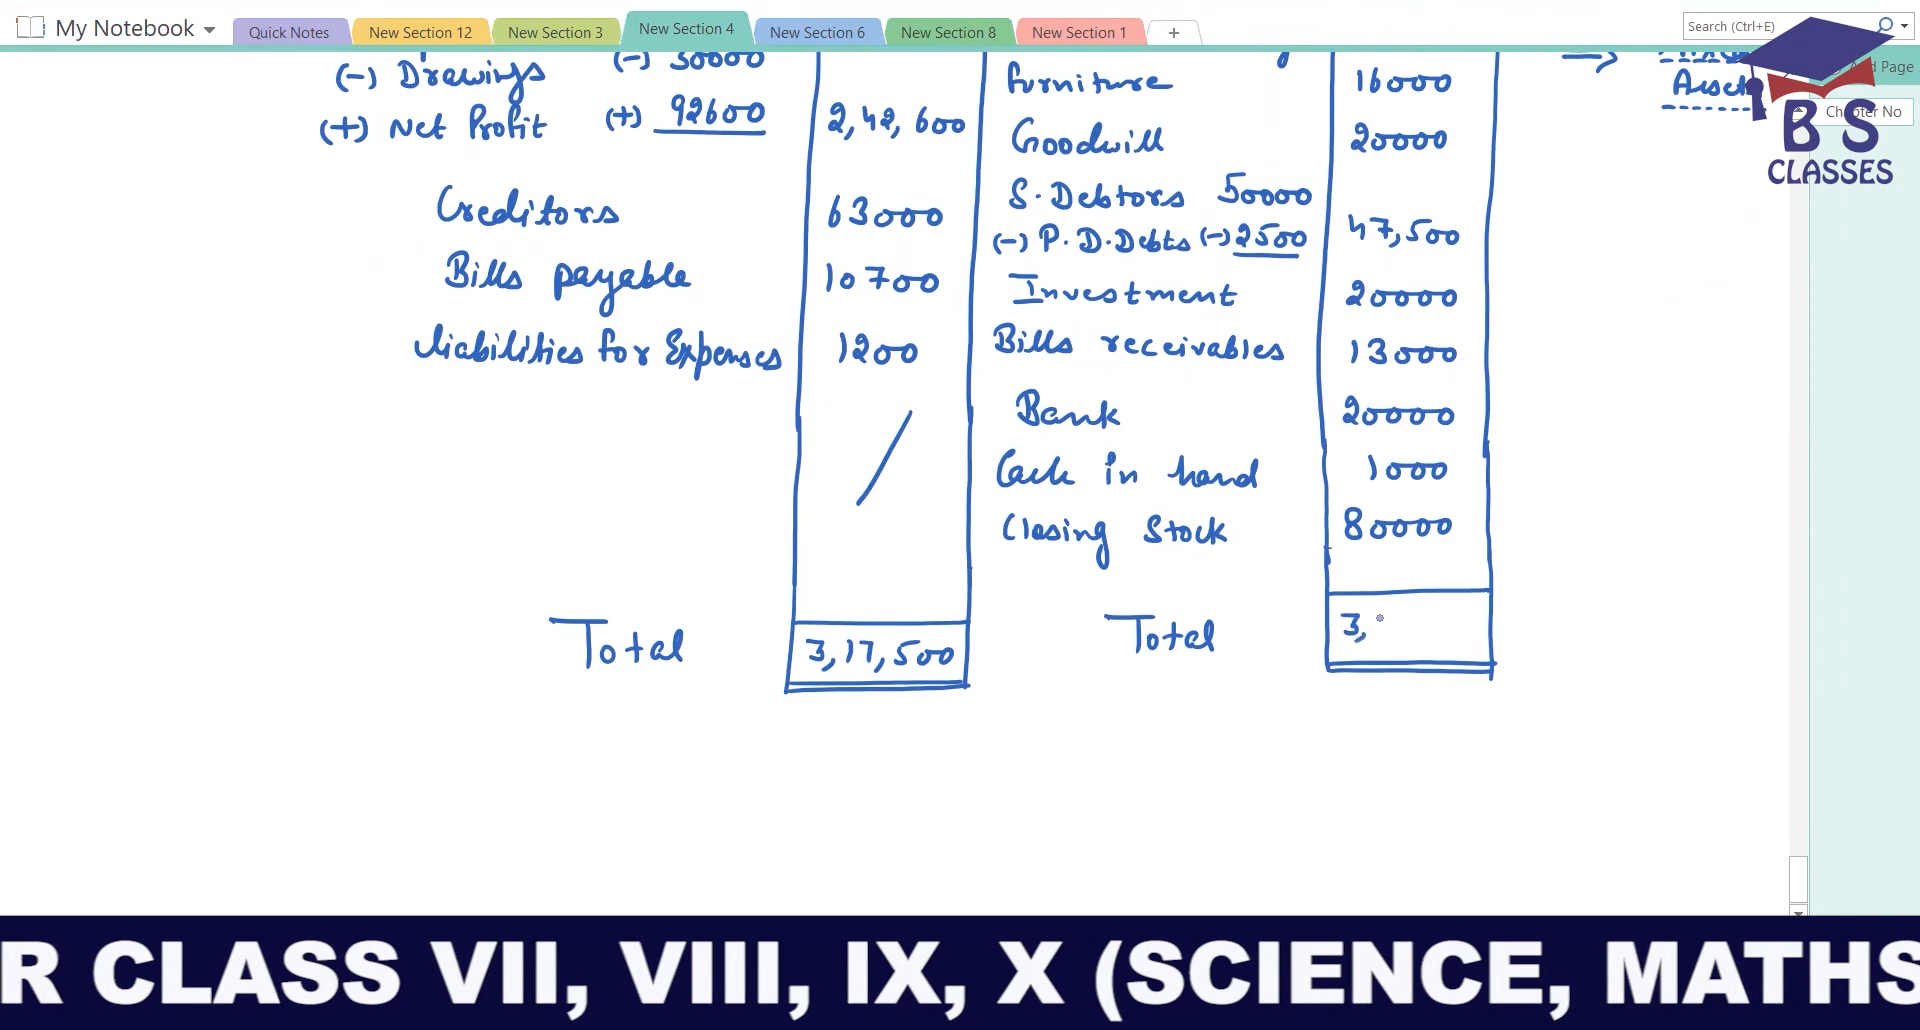 My Notebook
Quick Notes
New Section 12
New Section 3
New Section 4
New Section 6
New Section 8
New Section 1
+
Search (Ctrl+E)
Add Page
No
B S
CLASSES
(-) Drawings (-) 30000
(+) Net Profit (+) 92600 2,42,600
Creditors 63000
Bills payable 10700
Liabilities for Expenses 1200
Total 3,17,500
Furniture 16000
Goodwill 20000
S. Debtors 50000
(-) P.D.Debts (-) 2500 47,500
Investment 20000
Bills receivables 13000
Bank 20000
Cash in hand 1000
Closing Stock 80000
Total 3,
R CLASS VII, VIII, IX, X (SCIENCE, MATHS